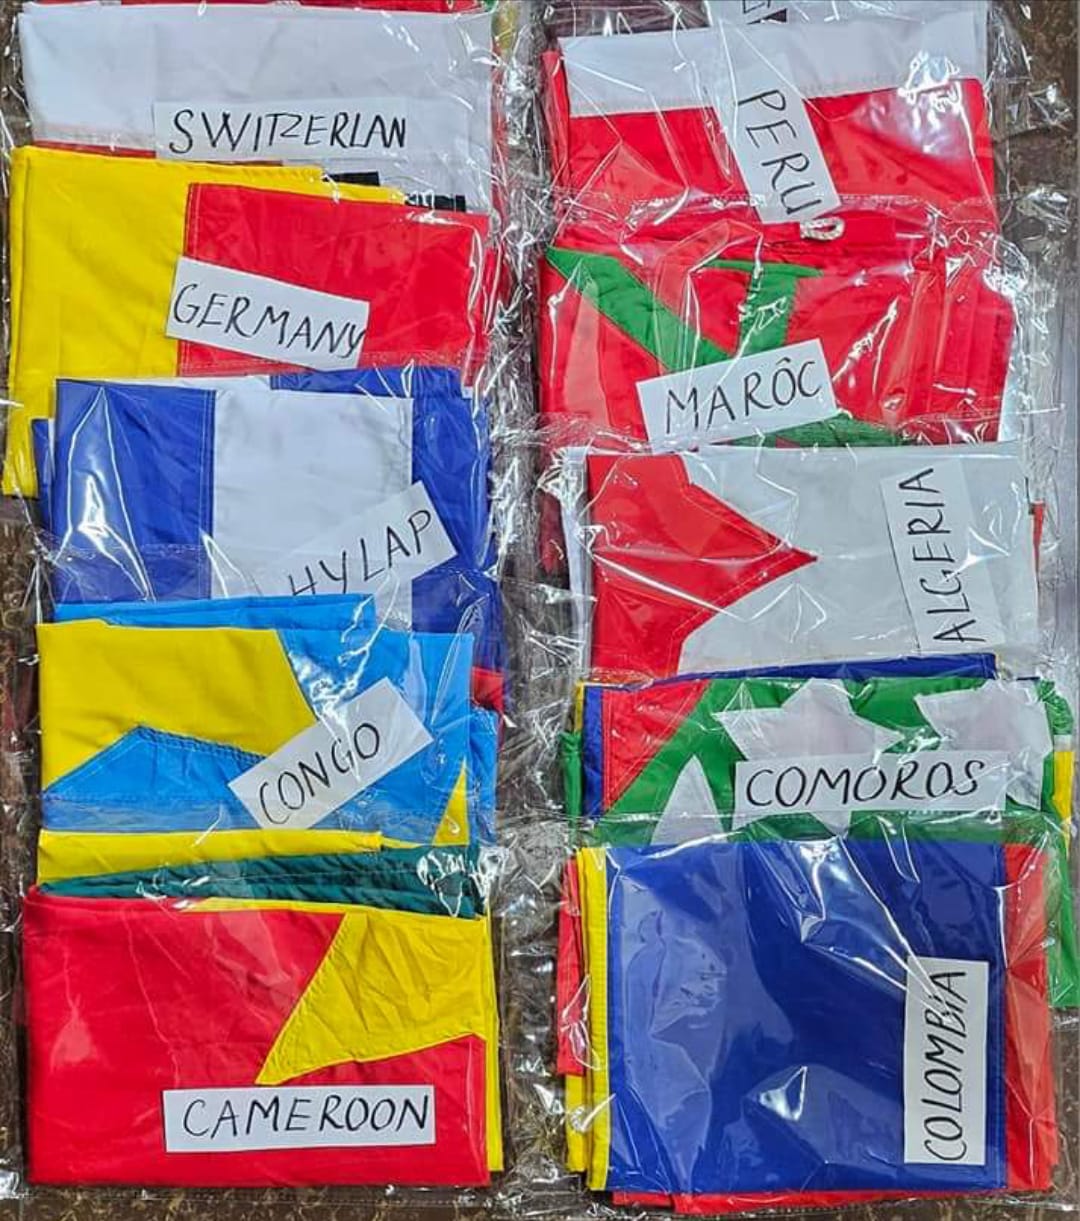 SWITZERLAN
GERMANY
HYLAP
CONGO
CAMEROON
PERU
MARÔC
ALGERIA
COMOROS
COLOMBIA